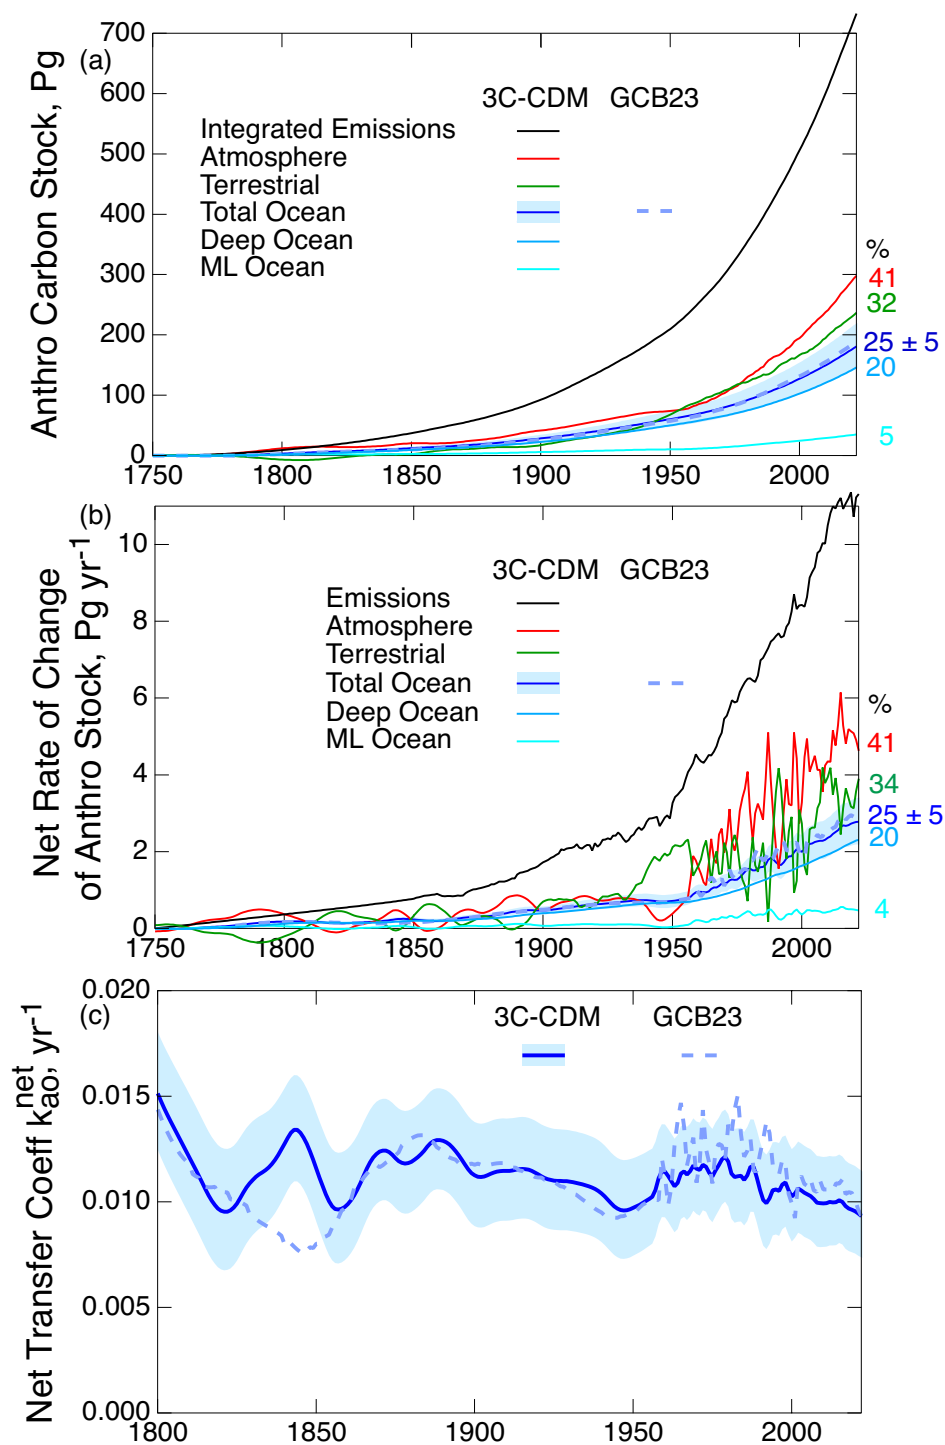 (a)
Anthro Carbon Stock, Pg
700
600
500
400
300
200
100
0
3C-CDM GCB23
Integrated Emissions
Atmosphere
Terrestrial
Total Ocean
Deep Ocean
ML Ocean
%
41
32
25 ± 5
20
5
1750 1800 1850 1900 1950 2000
(b)
Net Rate of Change
of Anthro Stock, Pg yr-1
10
8
6
4
2
0
3C-CDM GCB23
Emissions
Atmosphere
Terrestrial
Total Ocean
Deep Ocean
ML Ocean
%
41
34
25 ± 5
20
4
1750 1800 1850 1900 1950 2000
(c)
Net Transfer Coeff k_ao^net, yr-1
0.020
0.015
0.010
0.005
0.000
3C-CDM GCB23
1800 1850 1900 1950 2000